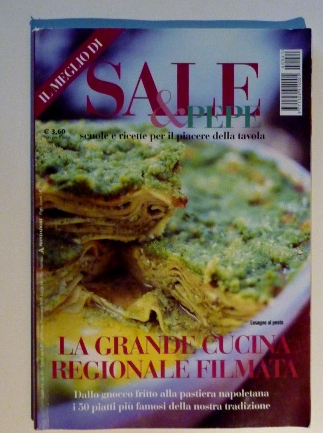 IL MEGLIO DI
SALE
&PEPE
€ 3,60
scuole e ricette per il piacere della tavola
Lasagne al pesto
LA GRANDE CUCINA
REGIONALE FILMATA
Dallo gnocco fritto alla pastiera napoletana
i 50 piatti più famosi della nostra tradizione